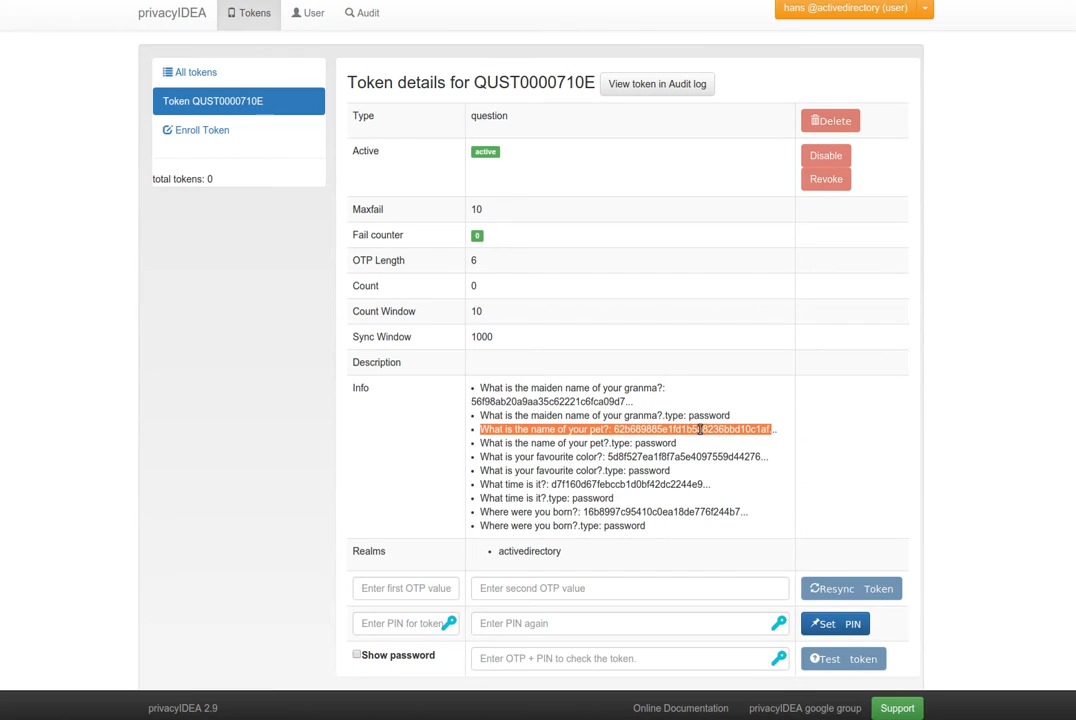 privacyIDEA
Tokens
User
Audit
hans @activedirectory (user)
All tokens
Token QUST0000710E
Enroll Token
total tokens: 0
Token details for QUST0000710E
View token in Audit log
Type question Delete
Active active Disable
Revoke
Maxfail 10
Fail counter 0
OTP Length 6
Count 0
Count Window 10
Sync Window 1000
Description
Info
• What is the maiden name of your granma?:
56f98ab20a9aa35c62221c6fca09d7...
• What is the maiden name of your granma?.type: password
• What is the name of your pet?:
• What is the name of your pet?.type: password
• What is your favourite color?: 5d8f527ea1f8f7a5e4097559d44276...
• What is your favourite color?.type: password
• What time is it?: d7f160d67febccb1d0bf42dc2244e9...
• What time is it?.type: password
• Where were you born?: 16b8997c95410c0ea18de776f244b7...
• Where were you born?.type: password
Realms • activedirectory
Enter first OTP value Enter second OTP value Resync Token
Enter PIN for token Enter PIN again Set PIN
Show password Enter OTP + PIN to check the token. Test token
privacyIDEA 2.9
Online Documentation
privacyIDEA google group
Support